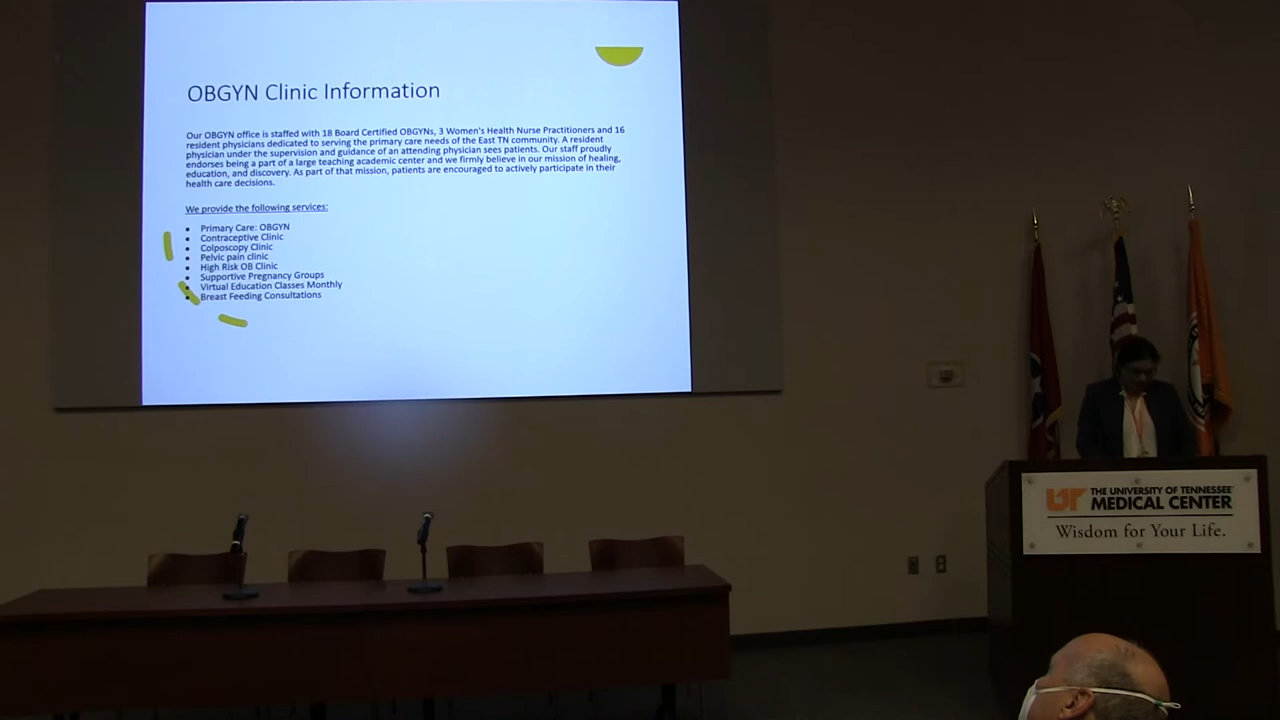 OBGYN Clinic Information
Our OBGYN office is staffed with 18 Board Certified OBGYNs, 3 Women's Health Nurse Practitioners and 16
resident physicians dedicated to serving the primary care needs of the East TN community. A resident
physician under the supervision and guidance of an attending physician sees patients. Our staff proudly
endorses being a part of a large teaching academic center and we firmly believe in our mission of healing,
education, and discovery. As part of that mission, patients are encouraged to actively participate in their
health care decisions.
We provide the following services:
• Primary Care: OBGYN
• Contraceptive Clinic
• Colposcopy Clinic
• Pelvic pain clinic
• High Risk OB Clinic
• Supportive Pregnancy Groups
• Virtual Education Classes Monthly
• Breast Feeding Consultations
UT THE UNIVERSITY OF TENNESSEE
MEDICAL CENTER
Wisdom for Your Life.